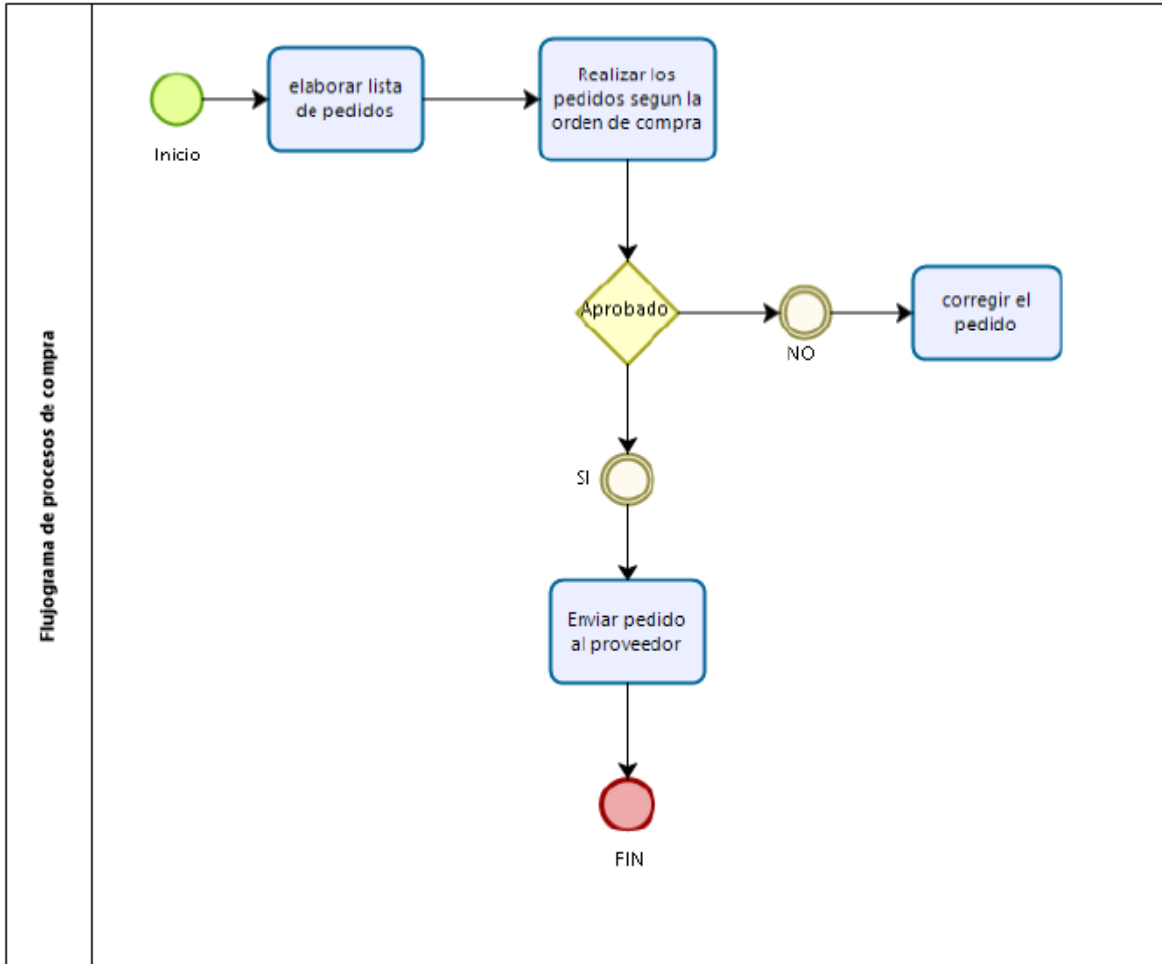 Flujograma de procesos de compra
Inicio
elaborar lista
de pedidos
Realizar los
pedidos segun la
orden de compra
Aprobado
NO
corregir el
pedido
SI
Enviar pedido
al proveedor
FIN